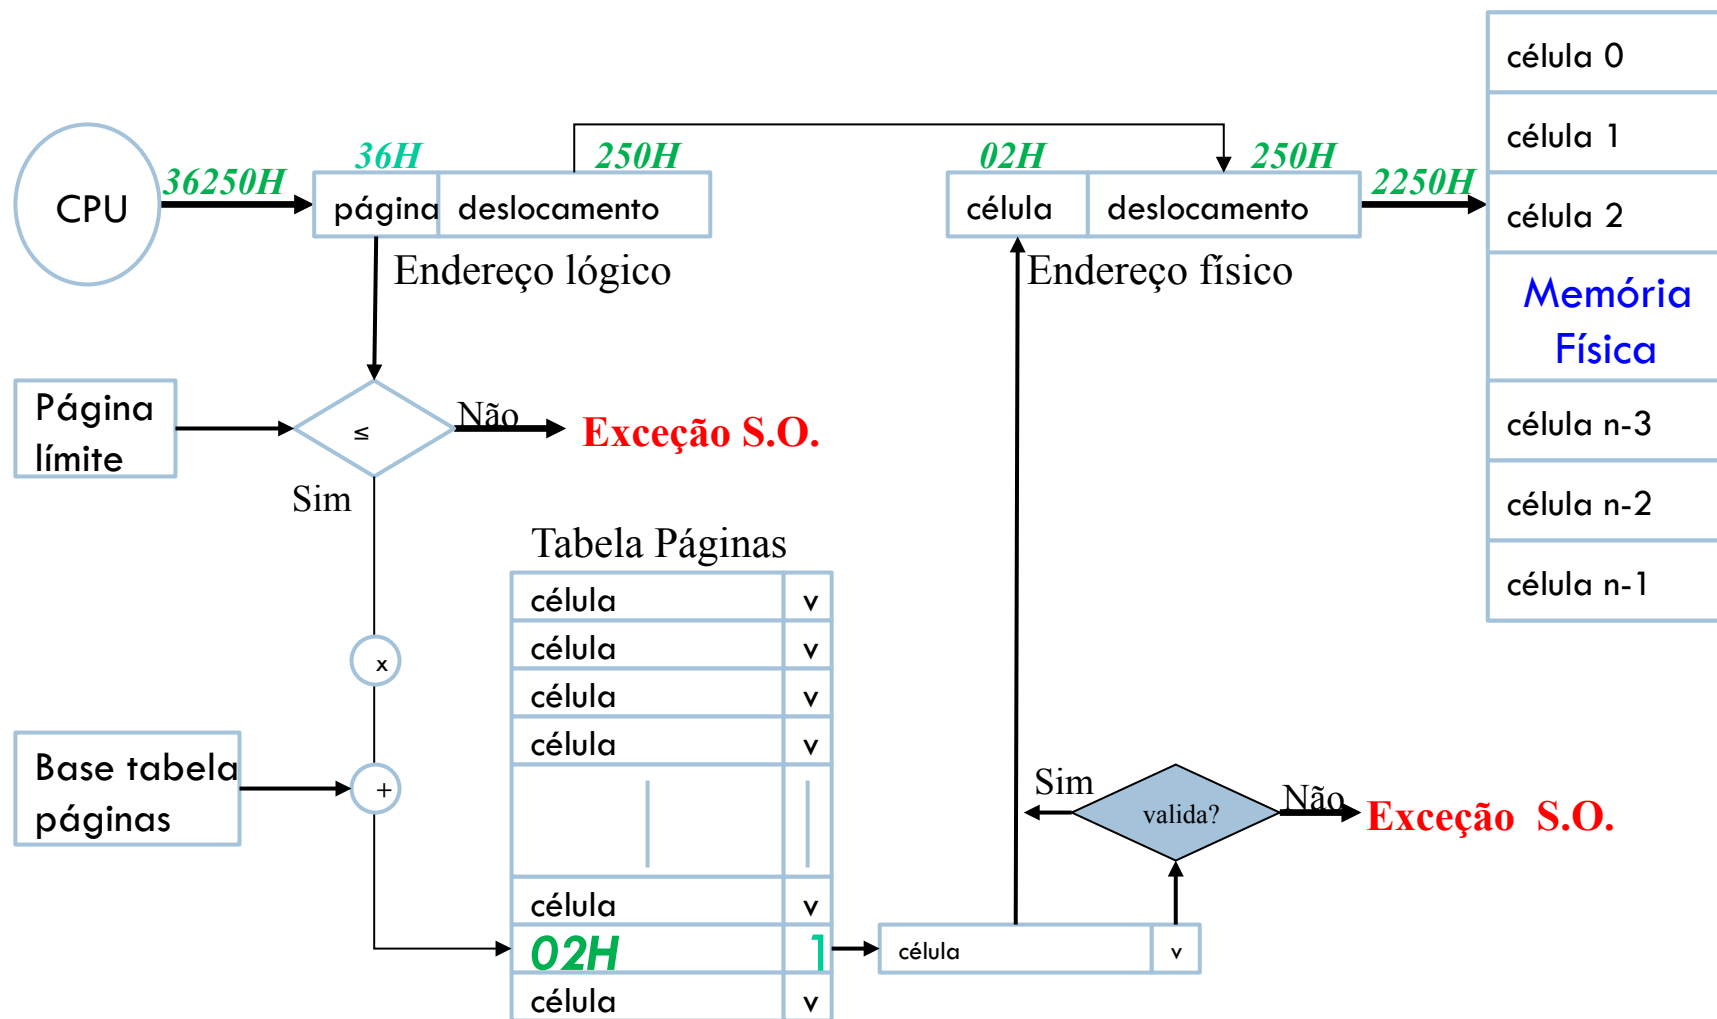 célula 0
célula 1
célula 2
Memória
Física
célula n-3
célula n-2
célula n-1
CPU
36250H
36H
250H
página
deslocamento
Endereço lógico
02H
250H
2250H
célula
deslocamento
Endereço físico
Página
límite
≤
Não
Exceção S.O.
Sim
Tabela Páginas
célula v
célula v
célula v
célula v
célula v
02H 1
célula v
x
Base tabela
páginas
+
célula v
Sim
valida?
Não
Exceção S.O.